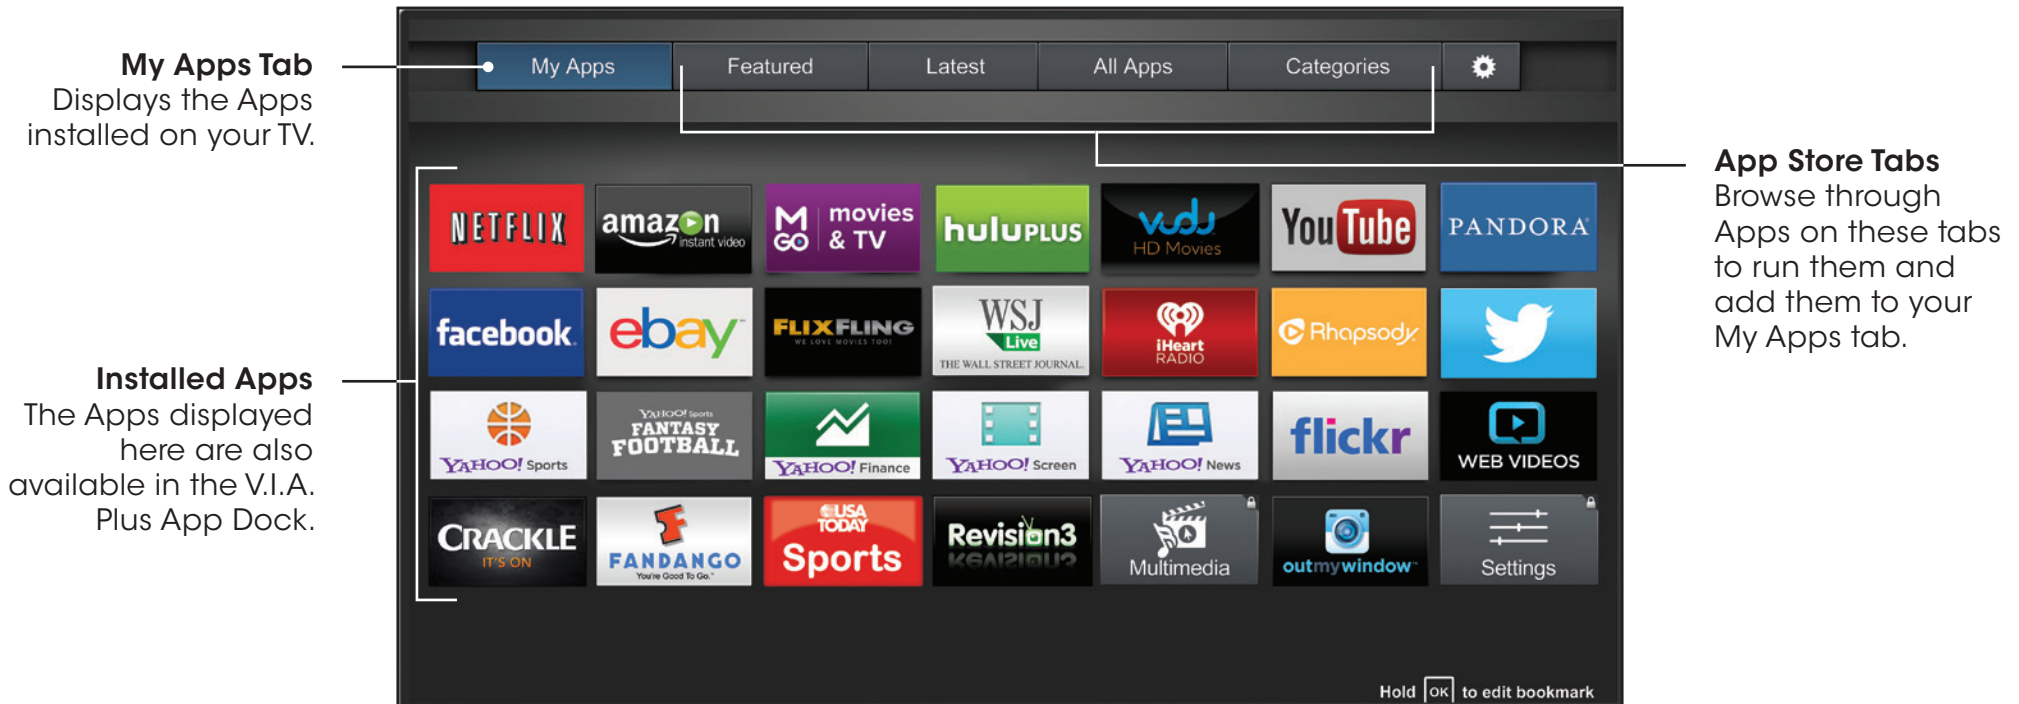 My Apps Tab
Displays the Apps
installed on your TV.
Installed Apps
The Apps displayed
here are also
available in the V.I.A.
Plus App Dock.
My Apps Featured Latest All Apps Categories
NETFLIX
amazon
instant video
M GO movies & TV
huluPLUS
vudu
HD Movies
YouTube
PANDORA
facebook
ebay™
FLIXFLING
WE LOVE MOVIES TOO!
WSJ
Live
THE WALL STREET JOURNAL.
iHeart
RADIO
Rhapsody
YAHOO! Sports
YAHOO! Sports
FANTASY
FOOTBALL
YAHOO! Finance
YAHOO! Screen
YAHOO! News
flickr
WEB VIDEOS
CRACKLE
IT'S ON
FANDANGO
You're Good To Go.™
USA
TODAY
Sports
Revision3
Multimedia
outmywindow™
Settings
Hold OK to edit bookmark
App Store Tabs
Browse through
Apps on these tabs
to run them and
add them to your
My Apps tab.